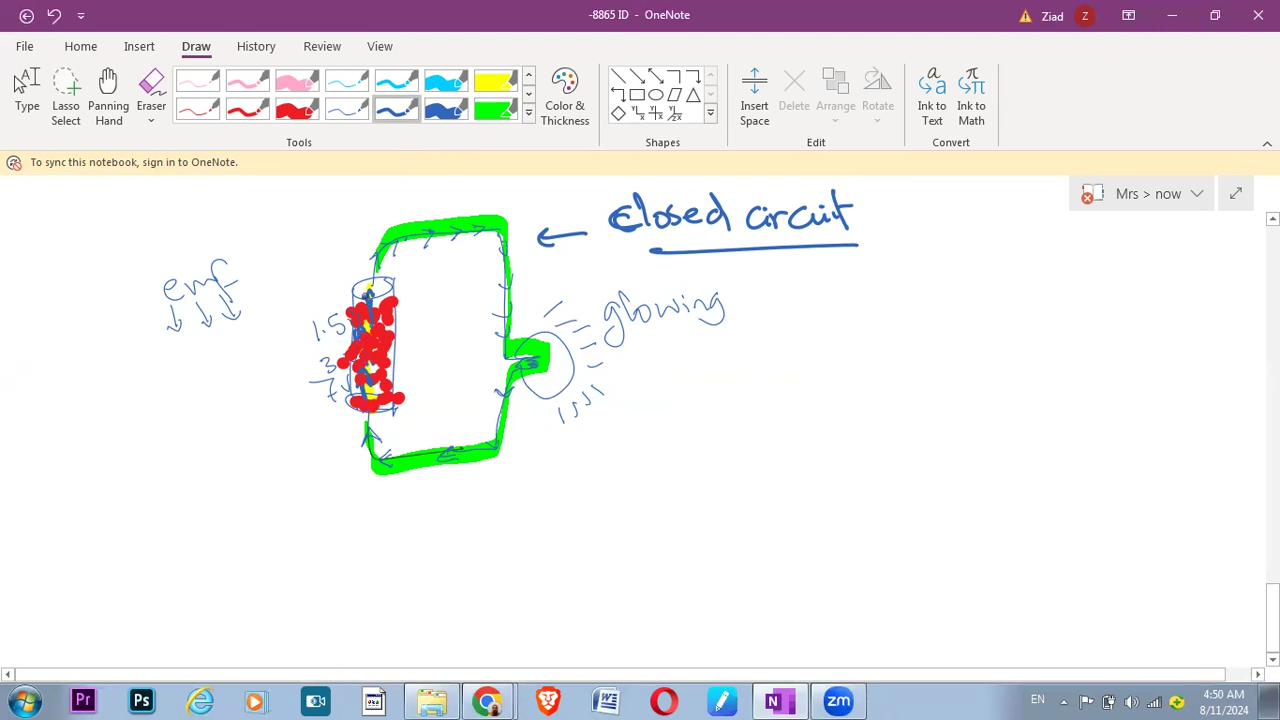 -8865 ID - OneNote
Ziad
Z
File Home Insert Draw History Review View
Type
Lasso Select
Panning Hand
Eraser
Color & Thickness
Insert Space
Delete
Arrange
Rotate
Ink to Text
Ink to Math
Tools
Shapes
Edit
Convert
To sync this notebook, sign in to OneNote.
Mrs > now
closed circuit
emf
glowing
1.5
3
7
EN
4:50 AM
8/11/2024